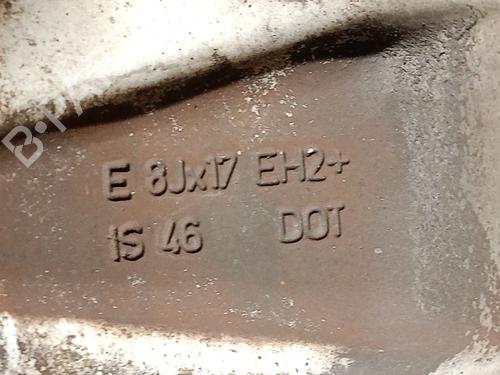 E 8Jx17 EH2+
IS 46 DOT